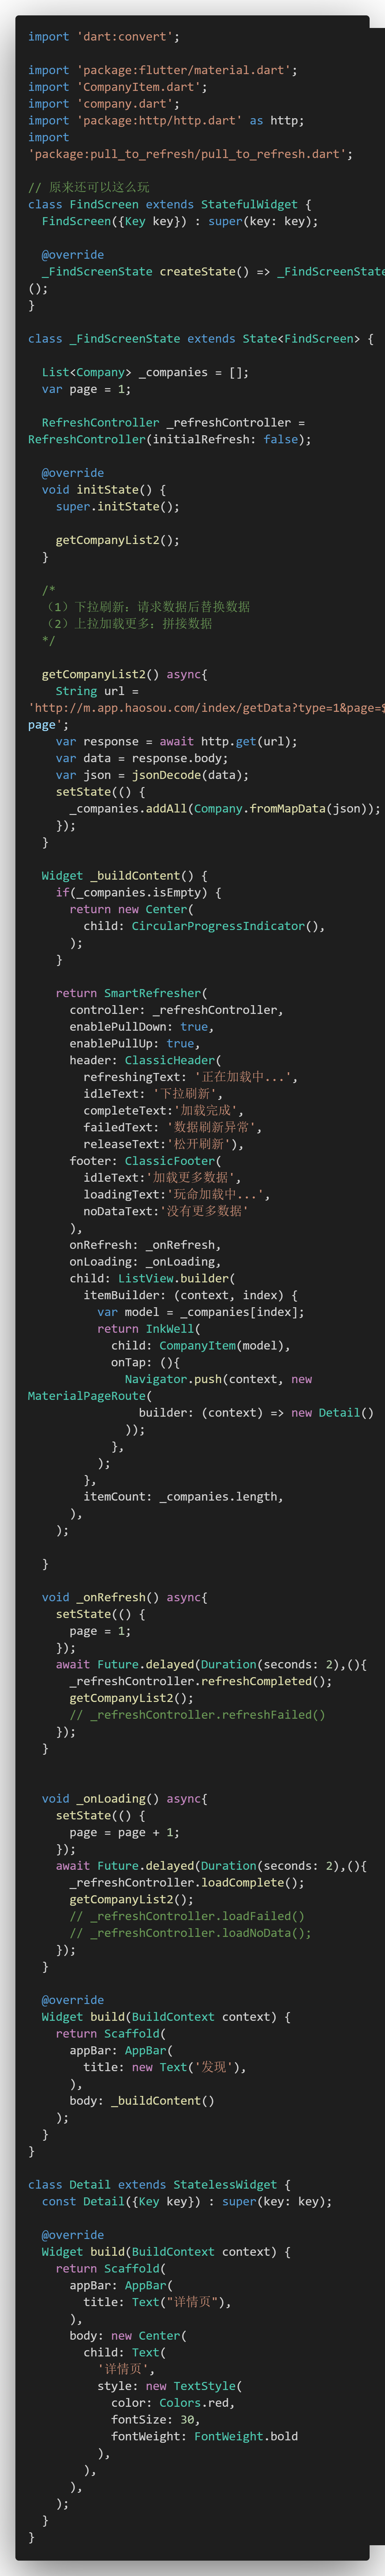 import 'dart:convert';
import 'package:flutter/material.dart';
import 'CompanyItem.dart';
import 'company.dart';
import 'package:http/http.dart' as http;
import
'package:pull_to_refresh/pull_to_refresh.dart';
// 原来还可以这么玩
class FindScreen extends StatefulWidget {
  FindScreen({Key key}) : super(key: key);
  @override
  _FindScreenState createState() => _FindScreenState
();
}
class _FindScreenState extends State<FindScreen> {
  List<Company> _companies = [];
  var page = 1;
  RefreshController _refreshController =
RefreshController(initialRefresh: false);
  @override
  void initState() {
    super.initState();
    getCompanyList2();
  }
  /*
  （1）下拉刷新：请求数据后替换数据
  （2）上拉加载更多：拼接数据
  */
  getCompanyList2() async{
    String url =
'http://m.app.haosou.com/index/getData?type=1&page=$
page';
    var response = await http.get(url);
    var data = response.body;
    var json = jsonDecode(data);
    setState(() {
      _companies.addAll(Company.fromMapData(json));
    });
  }
  Widget _buildContent() {
    if(_companies.isEmpty) {
      return new Center(
        child: CircularProgressIndicator(),
      );
    }
    return SmartRefresher(
      controller: _refreshController,
      enablePullDown: true,
      enablePullUp: true,
      header: ClassicHeader(
        refreshingText: '正在加载中...',
        idleText: '下拉刷新',
        completeText:'加载完成',
        failedText: '数据刷新异常',
        releaseText:'松开刷新'),
      footer: ClassicFooter(
        idleText:'加载更多数据',
        loadingText:'玩命加载中...',
        noDataText:'没有更多数据'
      ),
      onRefresh: _onRefresh,
      onLoading: _onLoading,
      child: ListView.builder(
        itemBuilder: (context, index) {
          var model = _companies[index];
          return InkWell(
            child: CompanyItem(model),
            onTap: (){
              Navigator.push(context, new
MaterialPageRoute(
                builder: (context) => new Detail()
              ));
            },
          );
        },
        itemCount: _companies.length,
      ),
    );
  }
  void _onRefresh() async{
    setState(() {
      page = 1;
    });
    await Future.delayed(Duration(seconds: 2),(){
      _refreshController.refreshCompleted();
      getCompanyList2();
      // _refreshController.refreshFailed()
    });
  }
  void _onLoading() async{
    setState(() {
      page = page + 1;
    });
    await Future.delayed(Duration(seconds: 2),(){
      _refreshController.loadComplete();
      getCompanyList2();
      // _refreshController.loadFailed()
      // _refreshController.loadNoData();
    });
  }
  @override
  Widget build(BuildContext context) {
    return Scaffold(
      appBar: AppBar(
        title: new Text('发现'),
      ),
      body: _buildContent()
    );
  }
}
class Detail extends StatelessWidget {
  const Detail({Key key}) : super(key: key);
  @override
  Widget build(BuildContext context) {
    return Scaffold(
      appBar: AppBar(
        title: Text("详情页"),
      ),
      body: new Center(
        child: Text(
          '详情页',
          style: new TextStyle(
            color: Colors.red,
            fontSize: 30,
            fontWeight: FontWeight.bold
          ),
        ),
      ),
    );
  }
}